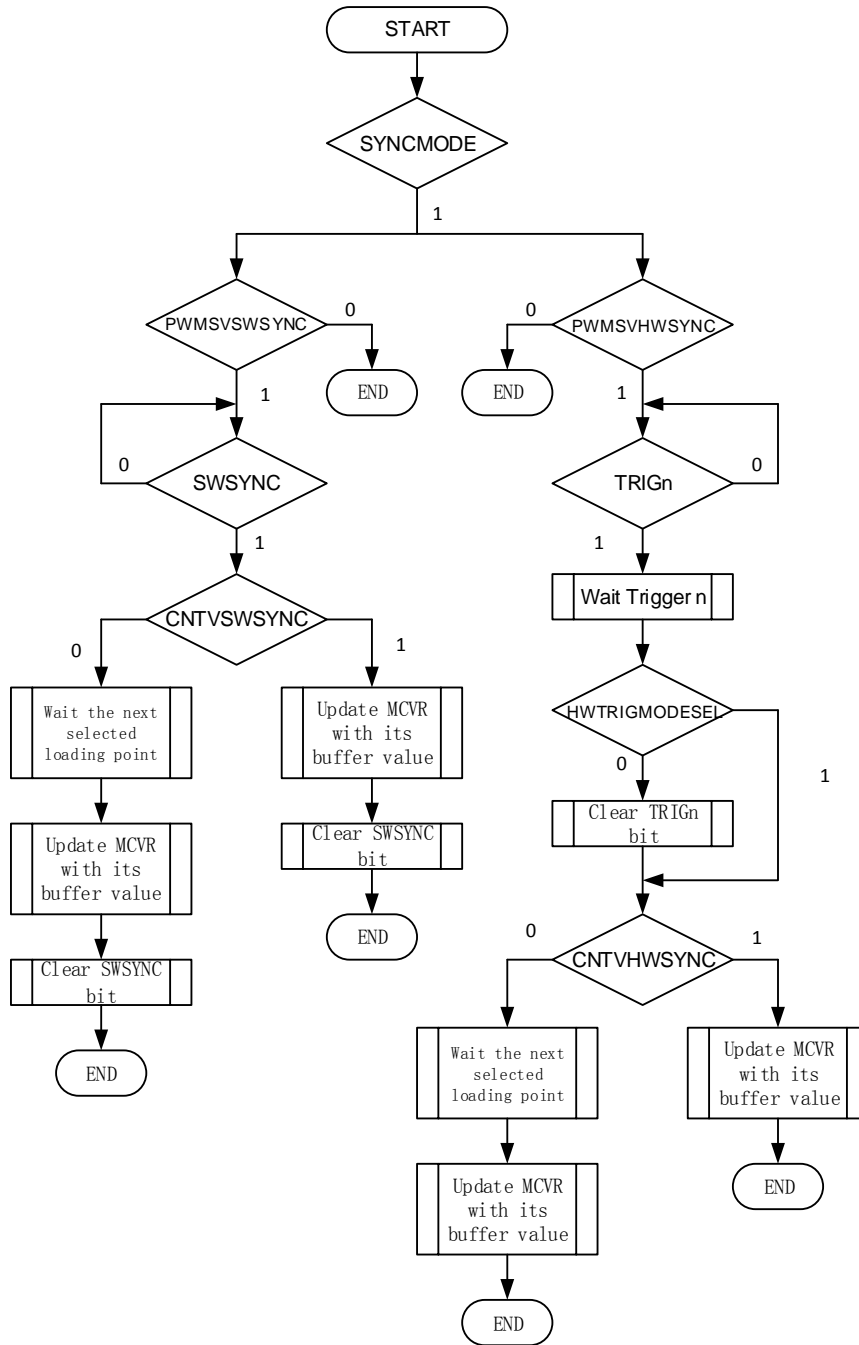 START
SYNCMODE
1
PWMSVSWSYNC
0
END
1
0
SWSYNC
1
CNTVSWSYNC
0
1
Wait the next
selected
loading point
Update MCVR
with its
buffer value
Clear SWSYNC
bit
END
Update MCVR
with its
buffer value
Clear SWSYNC
bit
END
0
PWMSVHWSYNC
END
1
TRIGn
0
1
Wait Trigger n
HWTRIGMODESEL
0
1
Clear TRIGn
bit
0
CNTVHWSYNC
1
Wait the next
selected
loading point
Update MCVR
with its
buffer value
END
Update MCVR
with its
buffer value
END